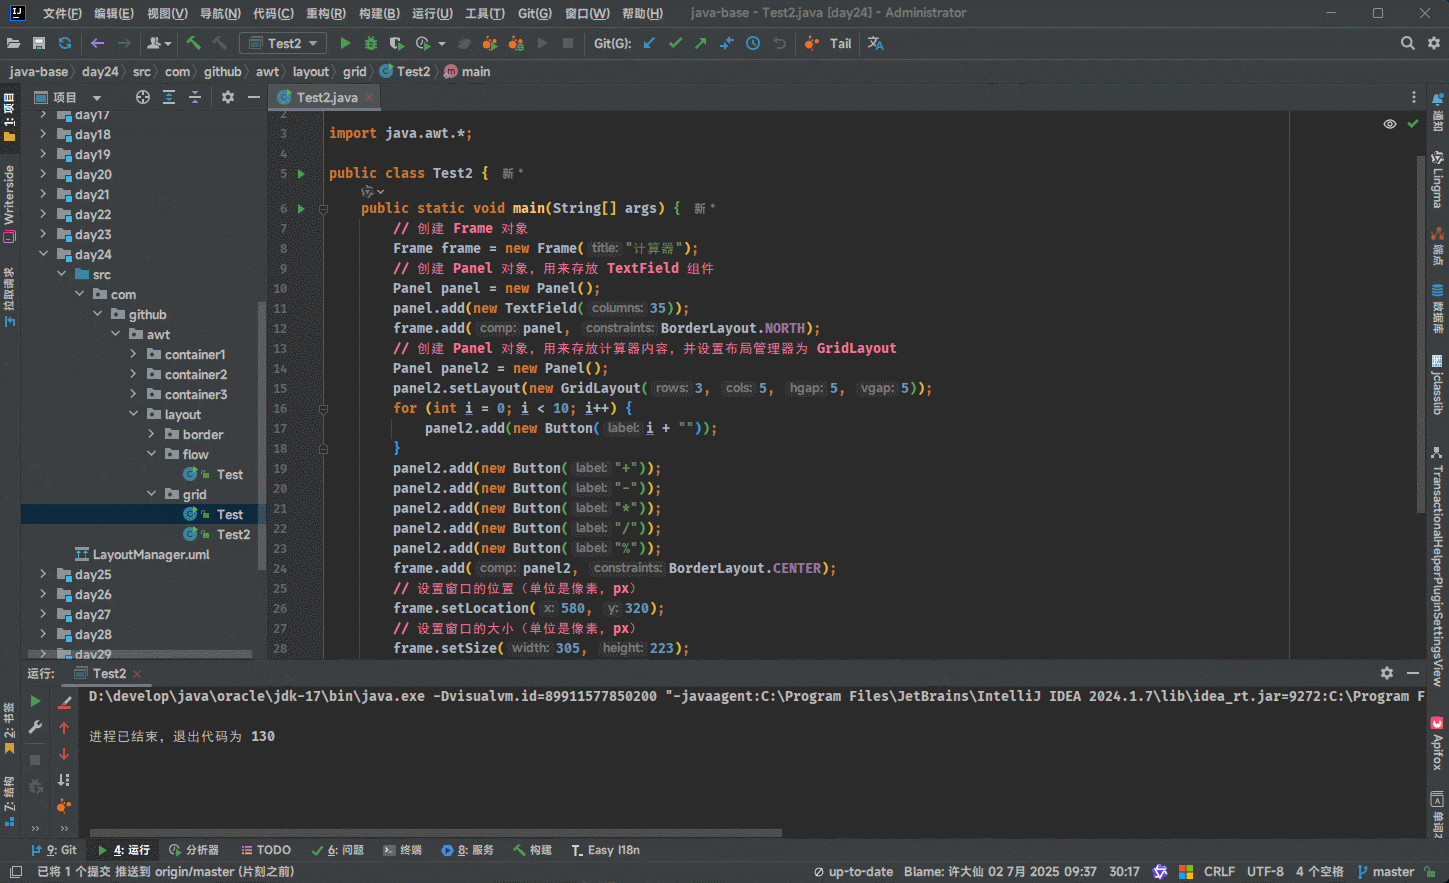 文件(F) 编辑(E) 视图(V) 导航(N) 代码(C) 重构(R) 构建(B) 运行(U) 工具(T) Git(G) 窗口(W) 帮助(H) java-base - Test2.java [day24] - Administrator
Test2 Git(G): Tail
java-base day24 src com github awt layout grid Test2 main
项目
Test2.java
day17
day18
day19
day20
day21
day22
day23
day24
src
com
github
awt
container1
container2
container3
layout
border
flow
Test
grid
Test
Test2
LayoutManager.uml
day25
day26
day27
day28
day29
2
3 import java.awt.*;
4
5 public class Test2 { 新 *
6 public static void main(String[] args) { 新 *
7 // 创建 Frame 对象
8 Frame frame = new Frame( title: "计算器");
9 // 创建 Panel 对象，用来存放 TextField 组件
10 Panel panel = new Panel();
11 panel.add(new TextField( columns: 35));
12 frame.add( comp: panel, constraints: BorderLayout.NORTH);
13 // 创建 Panel 对象，用来存放计算器内容，并设置布局管理器为 GridLayout
14 Panel panel2 = new Panel();
15 panel2.setLayout(new GridLayout( rows: 3, cols: 5, hgap: 5, vgap: 5));
16 for (int i = 0; i < 10; i++) {
17 panel2.add(new Button( label: i + ""));
18 }
19 panel2.add(new Button( label: "+"));
20 panel2.add(new Button( label: "-"));
21 panel2.add(new Button( label: "*"));
22 panel2.add(new Button( label: "/"));
23 panel2.add(new Button( label: "%"));
24 frame.add( comp: panel2, constraints: BorderLayout.CENTER);
25 // 设置窗口的位置（单位是像素，px）
26 frame.setLocation( x: 580, y: 320);
27 // 设置窗口的大小（单位是像素，px）
28 frame.setSize( width: 305, height: 223);
1: 项目
Writerside
拉取请求
2: 书签
7: 结构
通知
Lingma
端点
数据库
jclasslib
TransactionalHelperPluginSettingsView
Apifox
运行: Test2
D:\develop\java\oracle\jdk-17\bin\java.exe -Dvisualvm.id=89911577850200 "-javaagent:C:\Program Files\JetBrains\IntelliJ IDEA 2024.1.7\lib\idea_rt.jar=9272:C:\Program F
进程已结束，退出代码为 130
9: Git 4: 运行 分析器 TODO 6: 问题 终端 8: 服务 构建 Easy I18n
已将 1 个提交 推送到 origin/master (片刻之前) up-to-date Blame: 许大仙 02 7月 2025 09:37 30:17 CRLF UTF-8 4 个空格 master